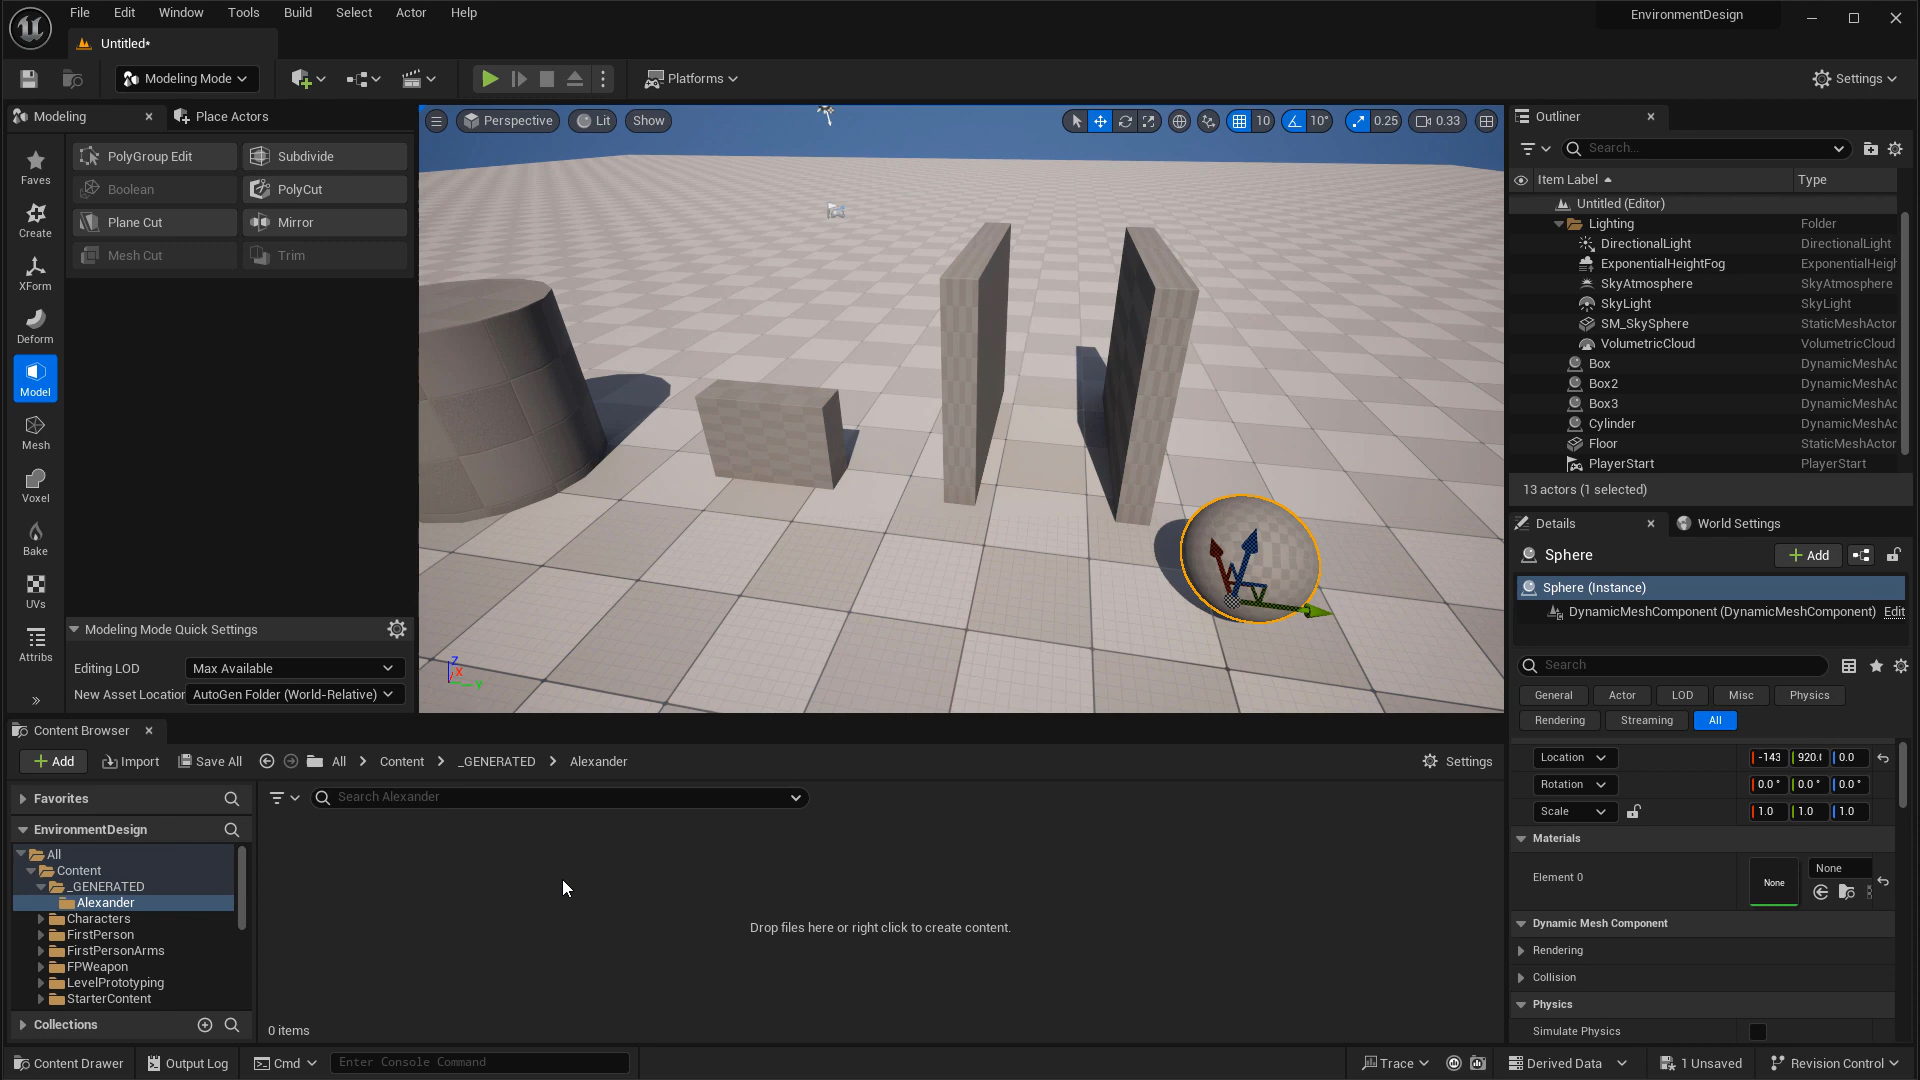 File Edit Window Tools Build Select Actor Help
EnvironmentDesign
Untitled*
Modeling Mode
Platforms
Settings
Modeling
Place Actors
PolyGroup Edit
Subdivide
Boolean
PolyCut
Plane Cut
Mirror
Mesh Cut
Trim
Faves
Create
XForm
Deform
Model
Mesh
Voxel
Bake
UVs
Attribs
Modeling Mode Quick Settings
Editing LOD
Max Available
New Asset Location
AutoGen Folder (World-Relative)
Perspective
Lit
Show
10
10°
0.25
0.33
Z
X
Y
Outliner
Search...
Item Label
Type
Untitled (Editor)
Lighting Folder
DirectionalLight DirectionalLight
ExponentialHeightFog ExponentialHeigh
SkyAtmosphere SkyAtmosphere
SkyLight SkyLight
SM_SkySphere StaticMeshActor
VolumetricCloud VolumetricCloud
Box DynamicMeshAc
Box2 DynamicMeshAc
Box3 DynamicMeshAc
Cylinder DynamicMeshAc
Floor StaticMeshActor
PlayerStart PlayerStart
13 actors (1 selected)
Details
World Settings
Sphere
Add
Sphere (Instance)
DynamicMeshComponent (DynamicMeshComponent) Edit
Search
General Actor LOD Misc Physics
Rendering Streaming All
Location -143 920. 0.0
Rotation 0.0° 0.0° 0.0°
Scale 1.0 1.0 1.0
Materials
Element 0
None
None
Dynamic Mesh Component
Rendering
Collision
Physics
Simulate Physics
Content Browser
Add Import Save All
All Content _GENERATED Alexander
Settings
Favorites
EnvironmentDesign
All
Content
_GENERATED
Alexander
Characters
FirstPerson
FirstPersonArms
FPWeapon
LevelPrototyping
StarterContent
Collections
Search Alexander
Drop files here or right click to create content.
0 items
Content Drawer
Output Log
Cmd
Enter Console Command
Trace
Derived Data
1 Unsaved
Revision Control